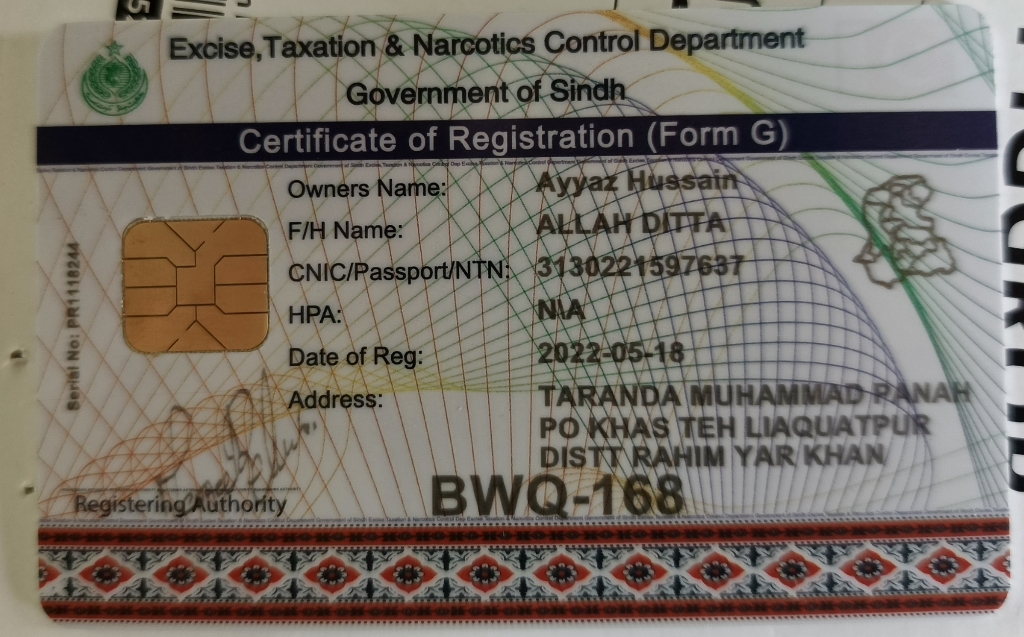 Excise, Taxation & Narcotics Control Department
Government of Sindh
Certificate of Registration (Form G)
Owners Name: Ayyaz Hussain
F/H Name: ALLAH DITTA
CNIC/Passport/NTN: 3130221597637
HPA: N\A
Date of Reg: 2022-05-18
Address: TARANDA MUHAMMAD PANAH
PO KHAS TEH LIAQUATPUR
DISTT RAHIM YAR KHAN
Serial No: PR1118244
Registering Authority
BWQ-168